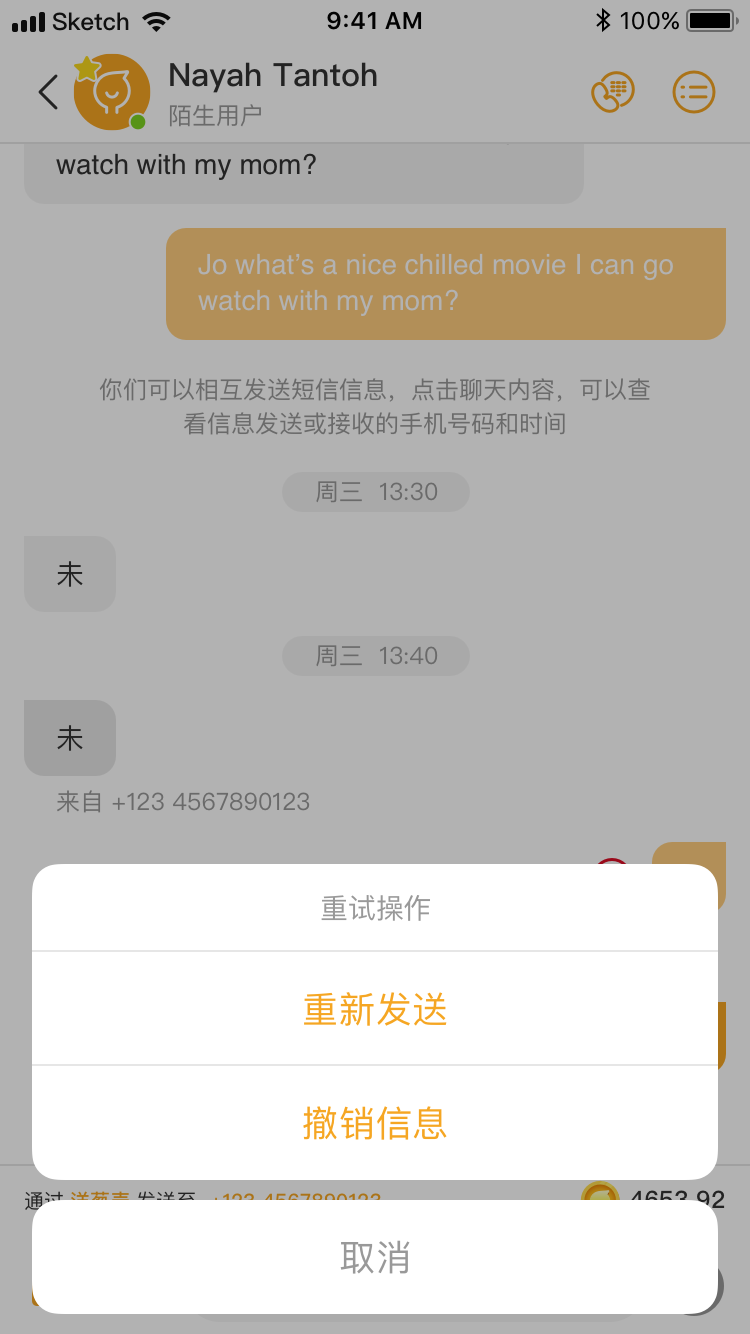 Sketch 9:41 AM 100%
Nayah Tantoh
陌生用户
watch with my mom?
Jo what's a nice chilled movie I can go
watch with my mom?
你们可以相互发送短信信息，点击聊天内容，可以查
看信息发送或接收的手机号码和时间
周三 13:30
未
周三 13:40
未
来自 +123 4567890123
重试操作
重新发送
撤销信息
通过 洋葱壳 发送至 +123 4567890123 4653.92
取消